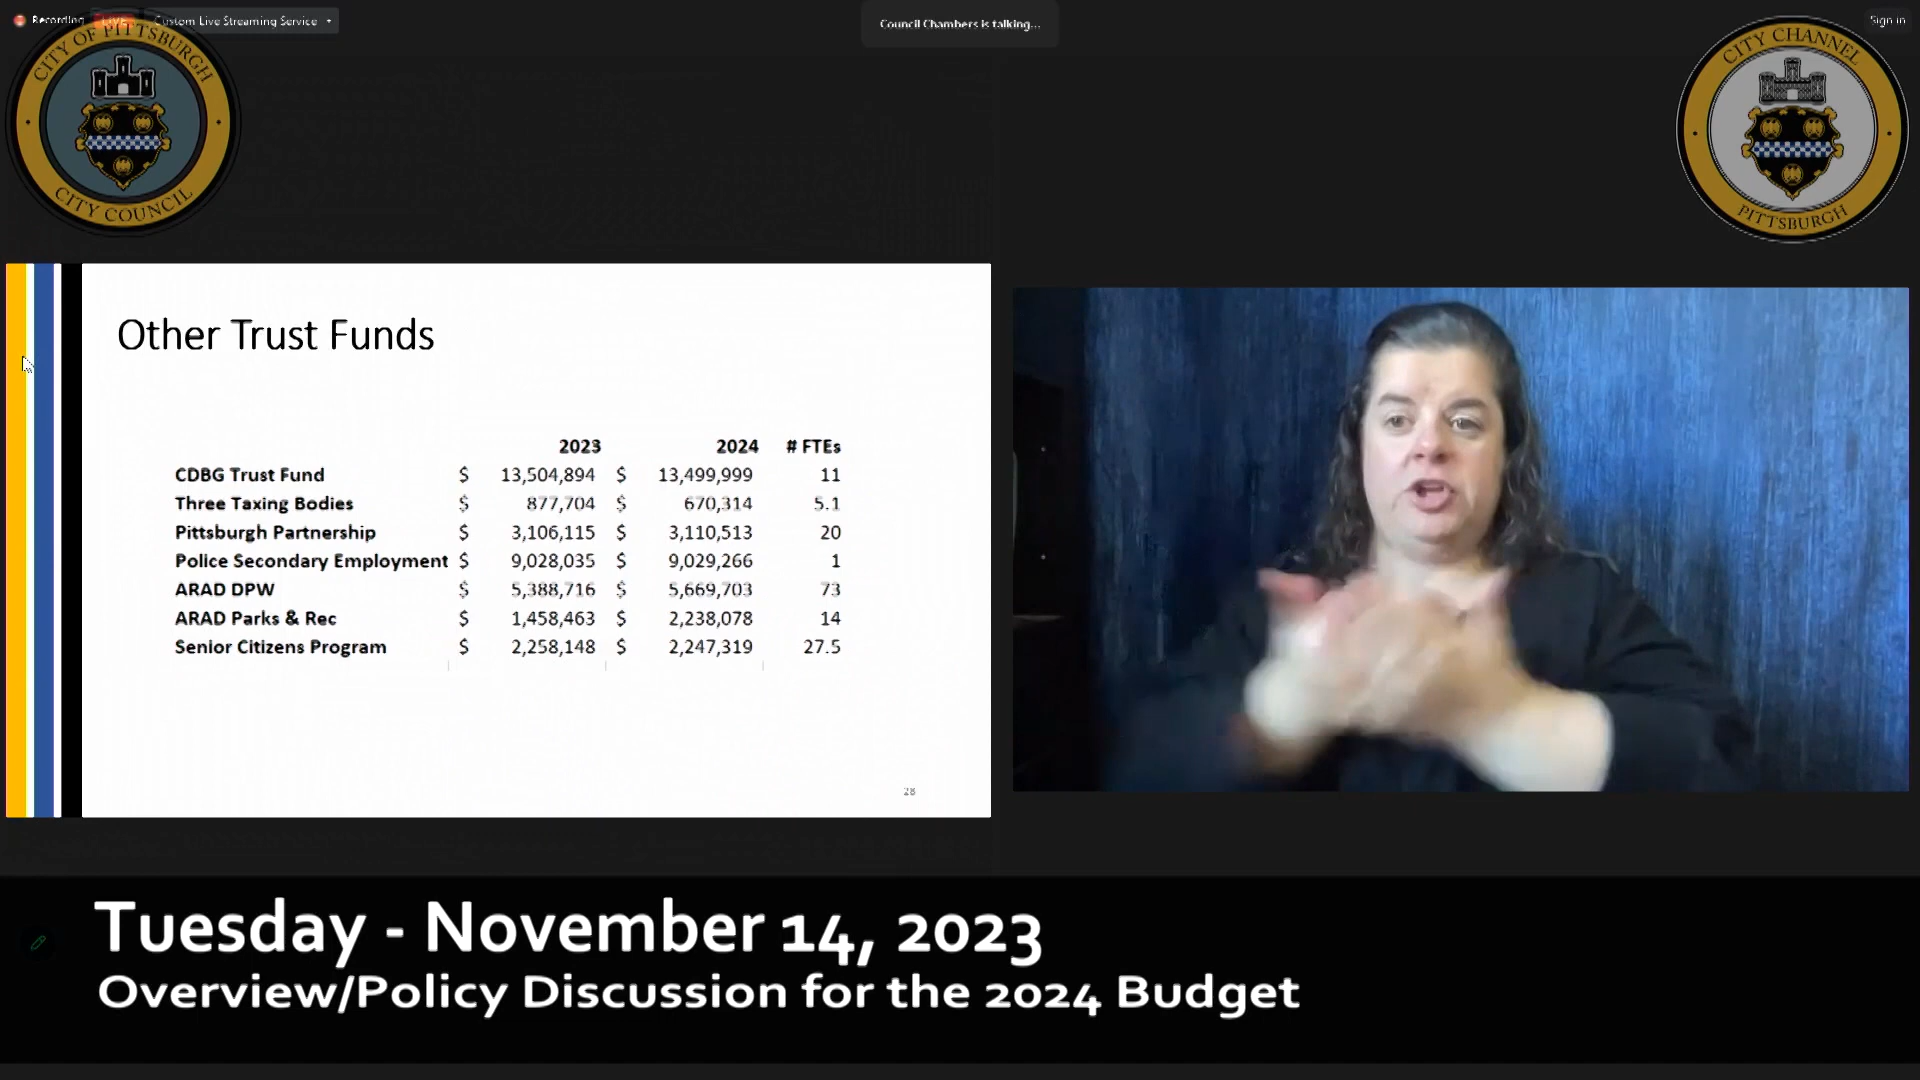 Recording
LIVE
Custom Live Streaming Service
Council Chambers is talking...
Sign in
CITY OF PITTSBURGH
CITY COUNCIL
CITY CHANNEL
PITTSBURGH
Other Trust Funds
2023 2024 # FTEs
CDBG Trust Fund $ 13,504,894 $ 13,499,999 11
Three Taxing Bodies $ 877,704 $ 670,314 5.1
Pittsburgh Partnership $ 3,106,115 $ 3,110,513 20
Police Secondary Employment $ 9,028,035 $ 9,029,266 1
ARAD DPW $ 5,388,716 $ 5,669,703 73
ARAD Parks & Rec $ 1,458,463 $ 2,238,078 14
Senior Citizens Program $ 2,258,148 $ 2,247,319 27.5
28
Tuesday - November 14, 2023
Overview/Policy Discussion for the 2024 Budget